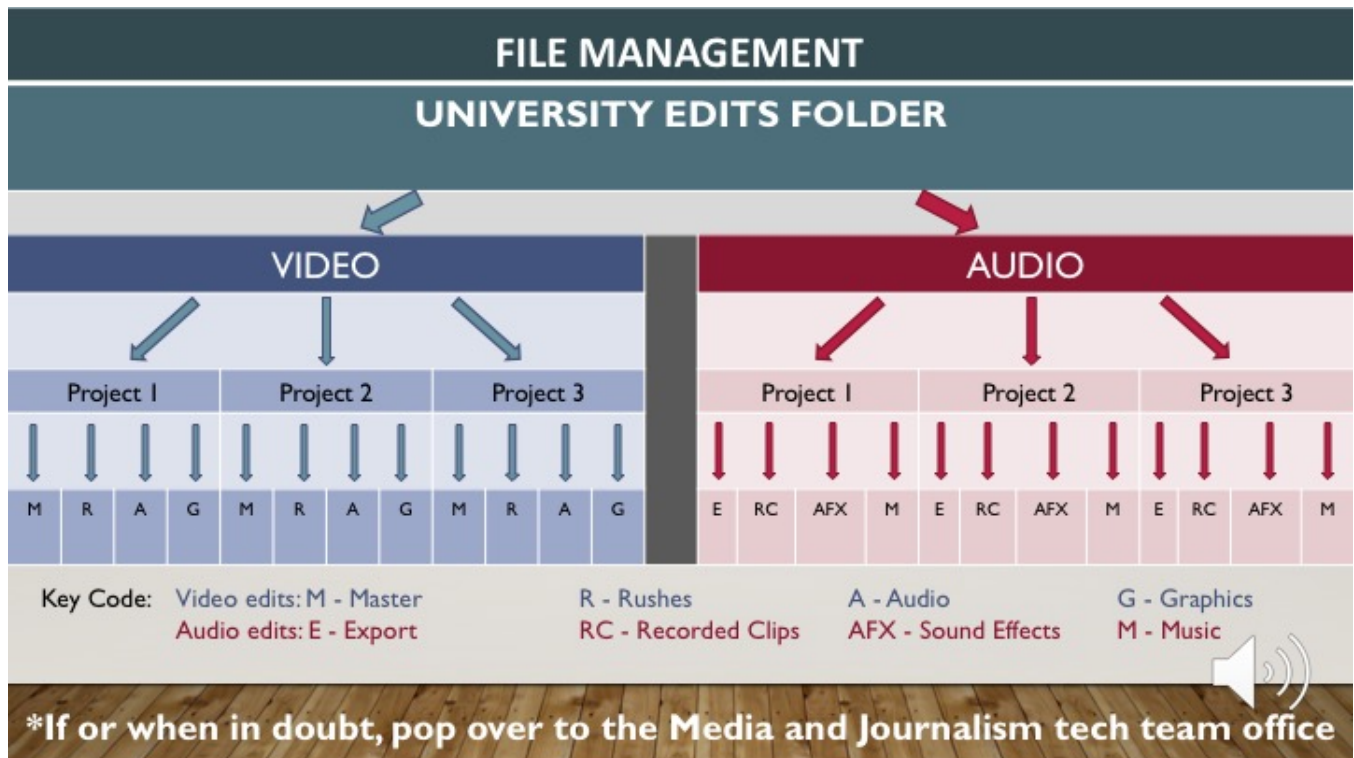 FILE MANAGEMENT
UNIVERSITY EDITS FOLDER
VIDEO AUDIO
Project 1 Project 2 Project 3 Project 1 Project 2 Project 3
M R A G M R A G M R A G E RC AFX M E RC AFX M E RC AFX M
Key Code: Video edits: M - Master R - Rushes A - Audio G - Graphics
Audio edits: E - Export RC - Recorded Clips AFX - Sound Effects M - Music
*If or when in doubt, pop over to the Media and Journalism tech team office